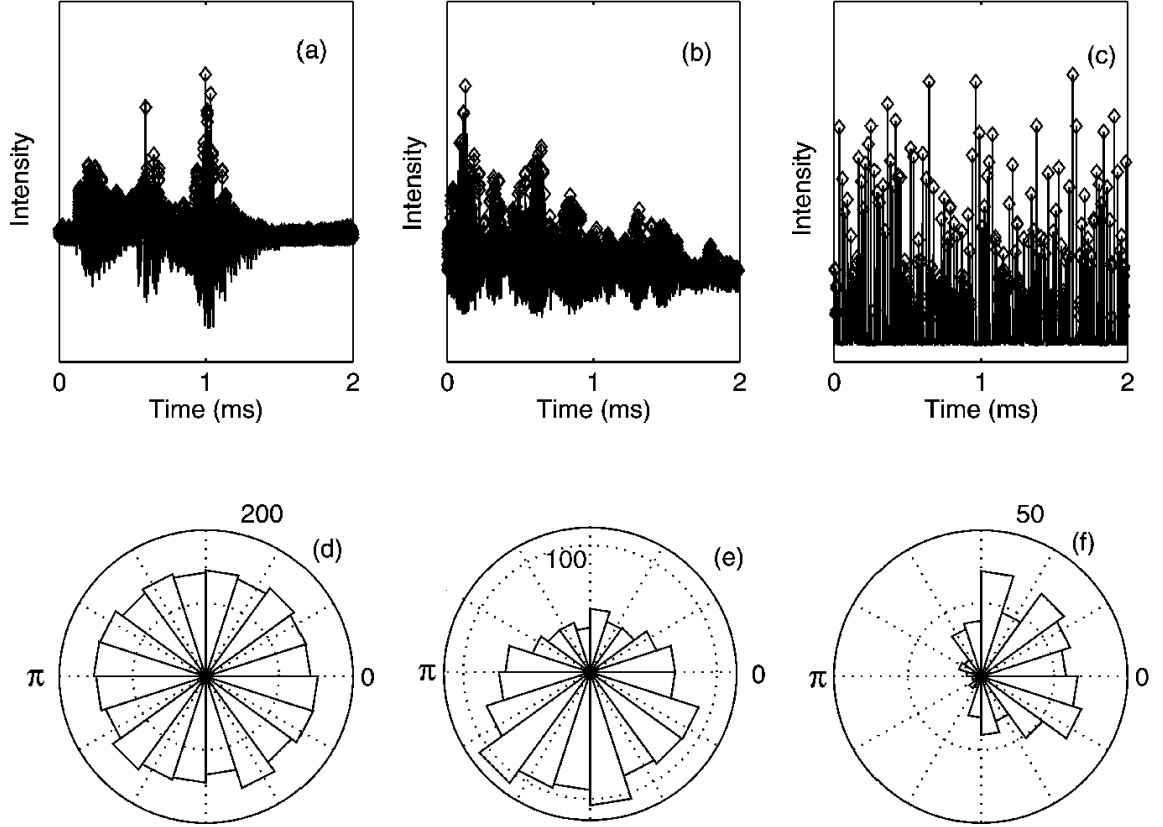 (a)
Intensity
0 1 2
Time (ms)
(b)
Intensity
0 1 2
Time (ms)
(c)
Intensity
0 1 2
Time (ms)
200
(d)
π 0
100
(e)
π 0
50
(f)
π 0